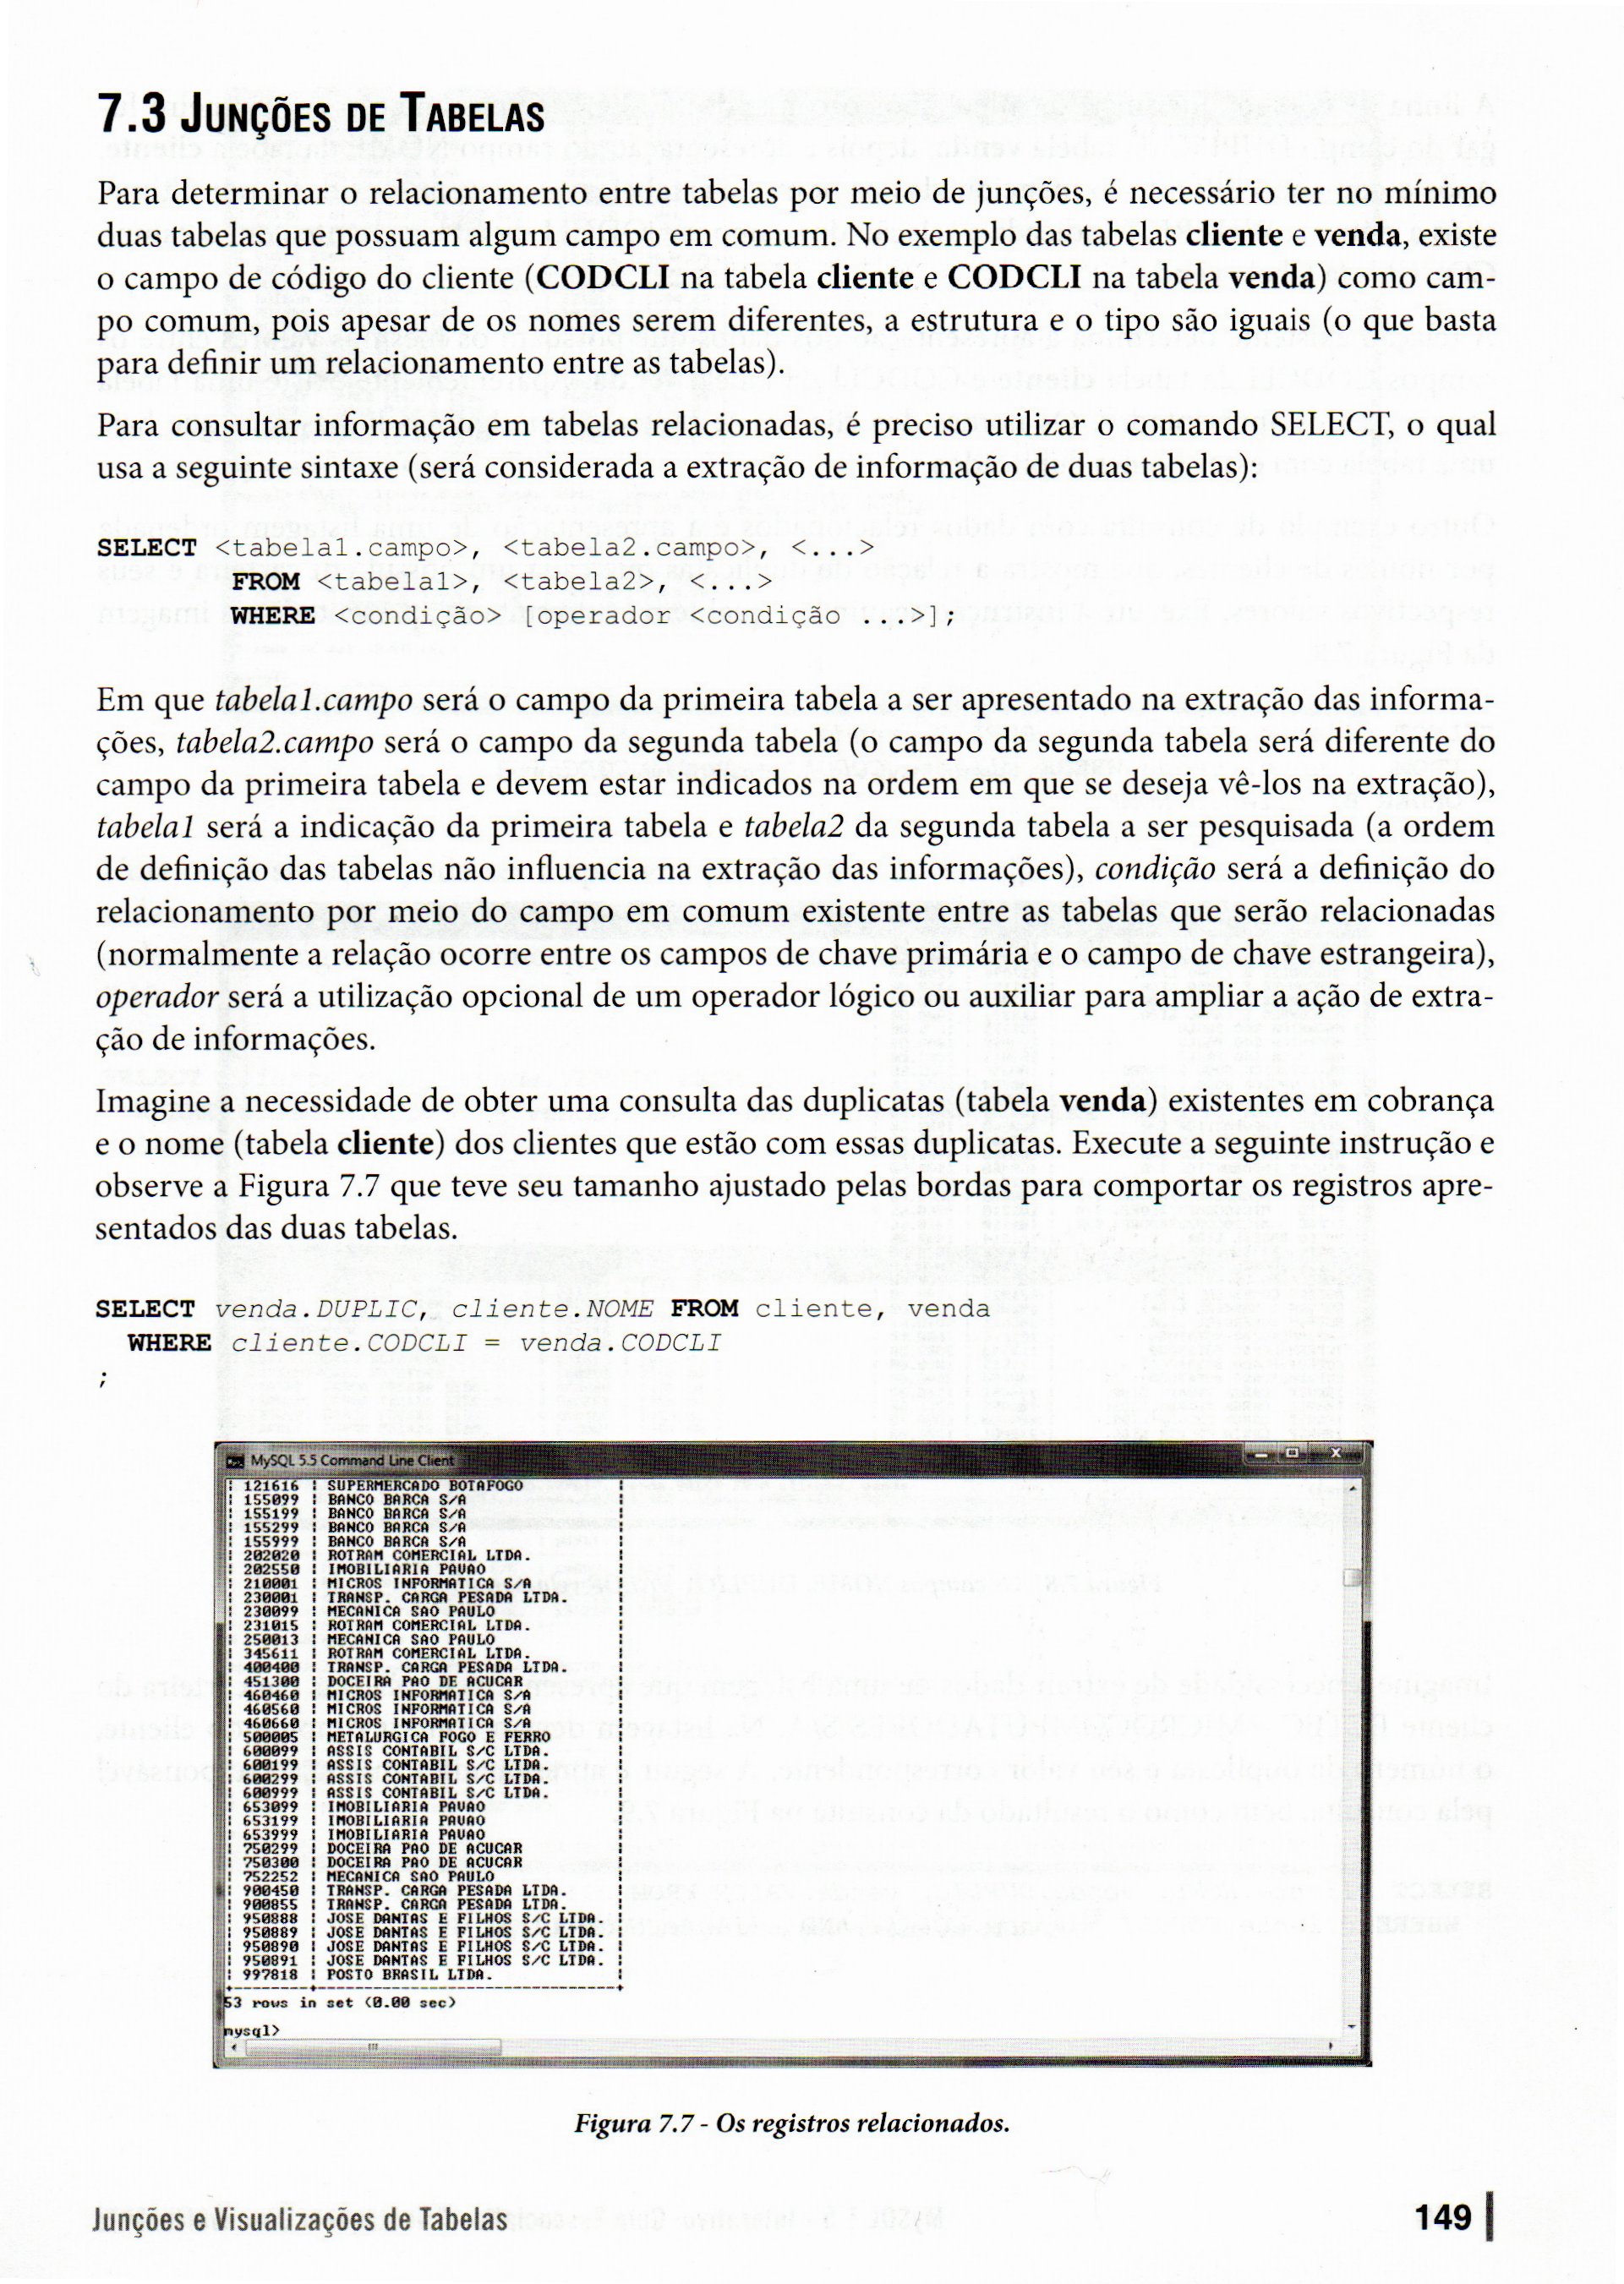 7.3 Junções de Tabelas
Para determinar o relacionamento entre tabelas por meio de junções, é necessário ter no mínimo
duas tabelas que possuam algum campo em comum. No exemplo das tabelas cliente e venda, existe
o campo de código do cliente (CODCLI na tabela cliente e CODCLI na tabela venda) como cam-
po comum, pois apesar de os nomes serem diferentes, a estrutura e o tipo são iguais (o que basta
para definir um relacionamento entre as tabelas).
Para consultar informação em tabelas relacionadas, é preciso utilizar o comando SELECT, o qual
usa a seguinte sintaxe (será considerada a extração de informação de duas tabelas):
SELECT <tabela1.campo>, <tabela2.campo>, <...>
FROM <tabela1>, <tabela2>, <...>
WHERE <condição> [operador <condição ...>];
Em que tabela1.campo será o campo da primeira tabela a ser apresentado na extração das informa-
ções, tabela2.campo será o campo da segunda tabela (o campo da segunda tabela será diferente do
campo da primeira tabela e devem estar indicados na ordem em que se deseja vê-los na extração),
tabela1 será a indicação da primeira tabela e tabela2 da segunda tabela a ser pesquisada (a ordem
de definição das tabelas não influencia na extração das informações), condição será a definição do
relacionamento por meio do campo em comum existente entre as tabelas que serão relacionadas
(normalmente a relação ocorre entre os campos de chave primária e o campo de chave estrangeira),
operador será a utilização opcional de um operador lógico ou auxiliar para ampliar a ação de extra-
ção de informações.
Imagine a necessidade de obter uma consulta das duplicatas (tabela venda) existentes em cobrança
e o nome (tabela cliente) dos clientes que estão com essas duplicatas. Execute a seguinte instrução e
observe a Figura 7.7 que teve seu tamanho ajustado pelas bordas para comportar os registros apre-
sentados das duas tabelas.
SELECT venda.DUPLIC, cliente.NOME FROM cliente, venda
WHERE cliente.CODCLI = venda.CODCLI
;
MySQL 5.5 Command Line Client
| 121616 | SUPERMERCADO BOTAFOGO |
| 155099 | BANCO BARCA S/A |
| 155199 | BANCO BARCA S/A |
| 155299 | BANCO BARCA S/A |
| 155999 | BANCO BARCA S/A |
| 202020 | ROTRAM COMERCIAL LTDA. |
| 202550 | IMOBILIARIA PAVAO |
| 210001 | MICROS INFORMATICA S/A |
| 230001 | TRANSP. CARGA PESADA LTDA. |
| 230099 | MECANICA SAO PAULO |
| 231015 | ROTRAM COMERCIAL LTDA. |
| 250013 | MECANICA SAO PAULO |
| 345611 | ROTRAM COMERCIAL LTDA. |
| 400400 | TRANSP. CARGA PESADA LTDA. |
| 451300 | DOCEIRA PAO DE ACUCAR |
| 460460 | MICROS INFORMATICA S/A |
| 460560 | MICROS INFORMATICA S/A |
| 460660 | MICROS INFORMATICA S/A |
| 500005 | METALURGICA FOGO E FERRO |
| 600099 | ASSIS CONTABIL S/C LTDA. |
| 600199 | ASSIS CONTABIL S/C LTDA. |
| 600299 | ASSIS CONTABIL S/C LTDA. |
| 600999 | ASSIS CONTABIL S/C LTDA. |
| 653099 | IMOBILIARIA PAVAO |
| 653199 | IMOBILIARIA PAVAO |
| 653999 | IMOBILIARIA PAVAO |
| 750299 | DOCEIRA PAO DE ACUCAR |
| 750300 | DOCEIRA PAO DE ACUCAR |
| 752252 | MECANICA SAO PAULO |
| 900450 | TRANSP. CARGA PESADA LTDA. |
| 900855 | TRANSP. CARGA PESADA LTDA. |
| 950888 | JOSE DANTAS E FILHOS S/C LTDA. |
| 950889 | JOSE DANTAS E FILHOS S/C LTDA. |
| 950890 | JOSE DANTAS E FILHOS S/C LTDA. |
| 950891 | JOSE DANTAS E FILHOS S/C LTDA. |
| 997818 | POSTO BRASIL LTDA. |
53 rows in set (0.00 sec)
mysql>
Figura 7.7 - Os registros relacionados.
Junções e Visualizações de Tabelas 149